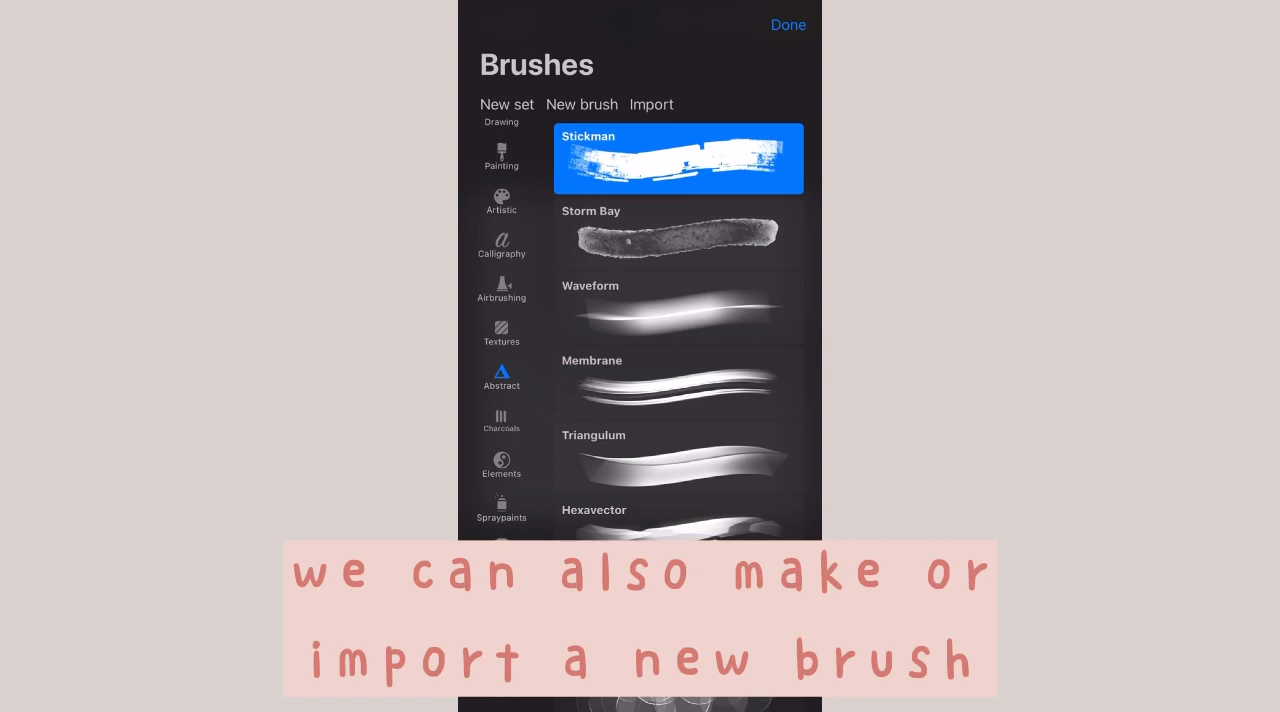 Done
Brushes
New set New brush Import
Drawing
Painting
Artistic
Calligraphy
Airbrushing
Textures
Abstract
Charcoals
Elements
Spraypaints
Stickman
Storm Bay
Waveform
Membrane
Triangulum
Hexavector
we can also make or
import a new brush